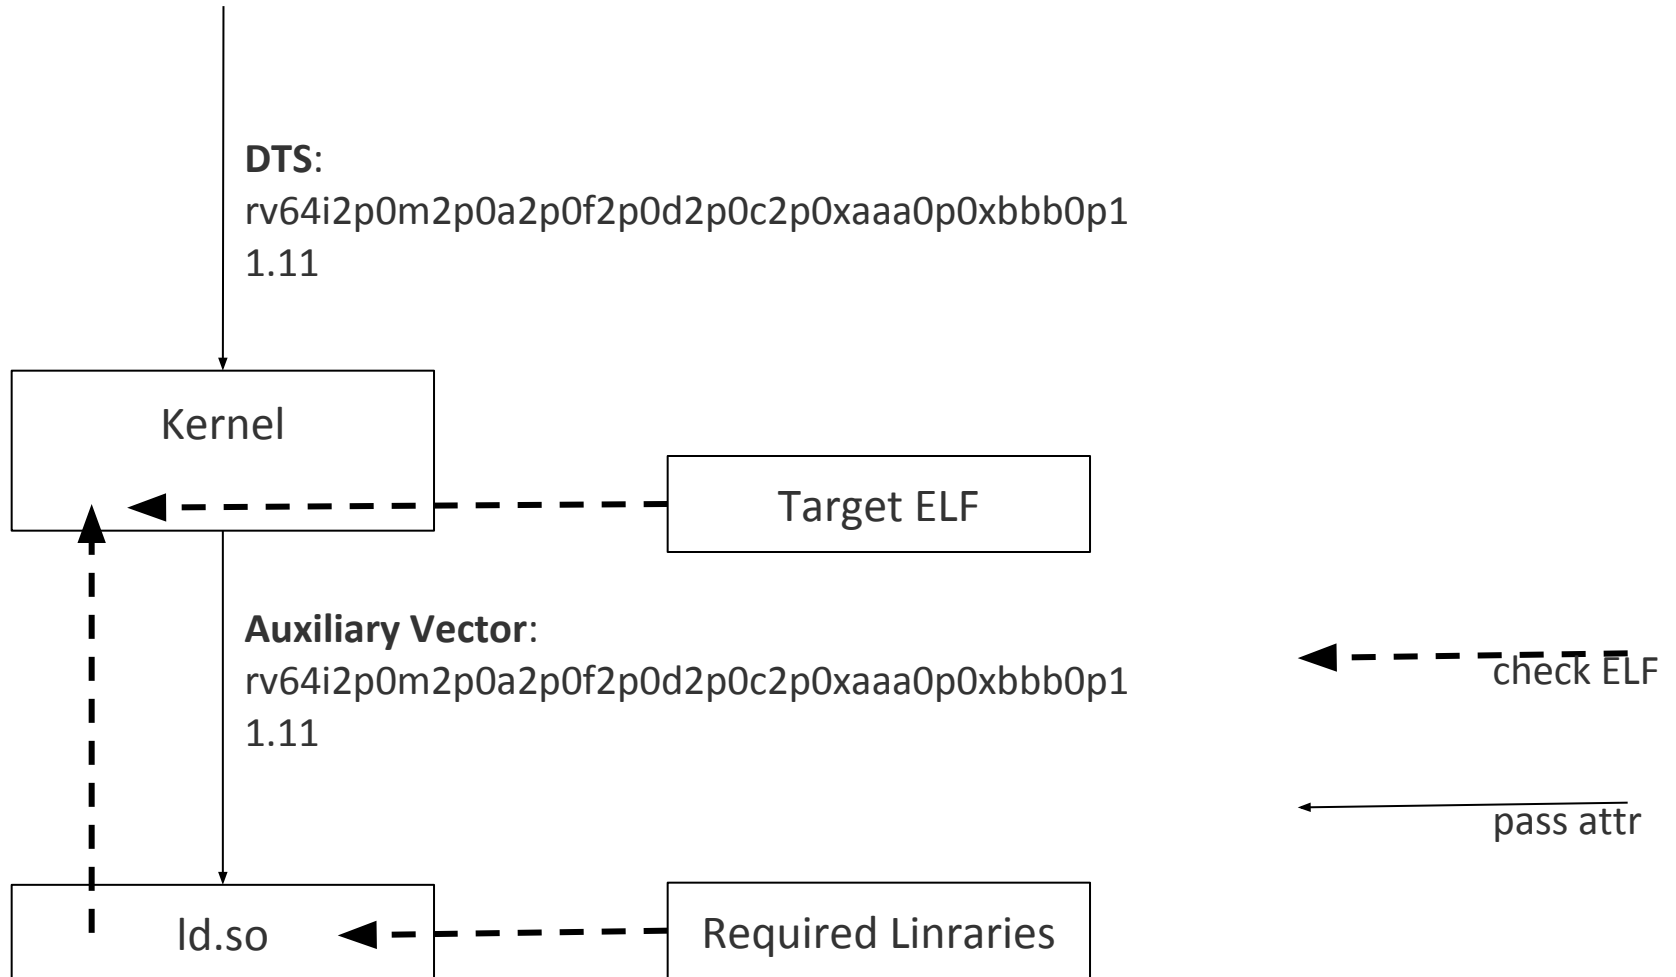 DTS:
rv64i2p0m2p0a2p0f2p0d2p0c2p0xaaa0p0xbbb0p1
1.11
Kernel
Target ELF
Auxiliary Vector:
rv64i2p0m2p0a2p0f2p0d2p0c2p0xaaa0p0xbbb0p1
1.11
check ELF
pass attr
ld.so
Required Linraries